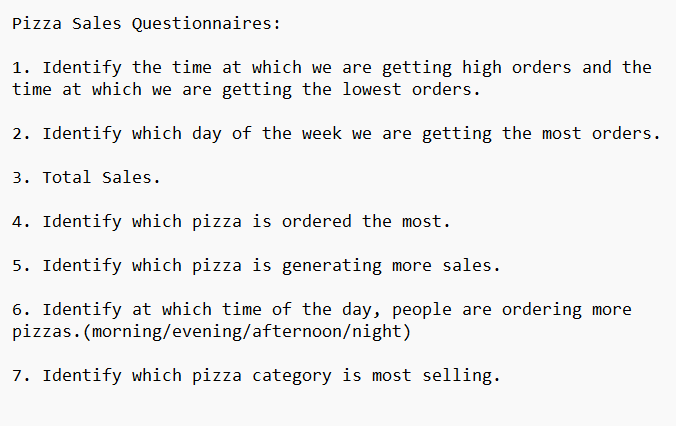 Pizza Sales Questionnaires:
1. Identify the time at which we are getting high orders and the
time at which we are getting the lowest orders.
2. Identify which day of the week we are getting the most orders.
3. Total Sales.
4. Identify which pizza is ordered the most.
5. Identify which pizza is generating more sales.
6. Identify at which time of the day, people are ordering more
pizzas.(morning/evening/afternoon/night)
7. Identify which pizza category is most selling.